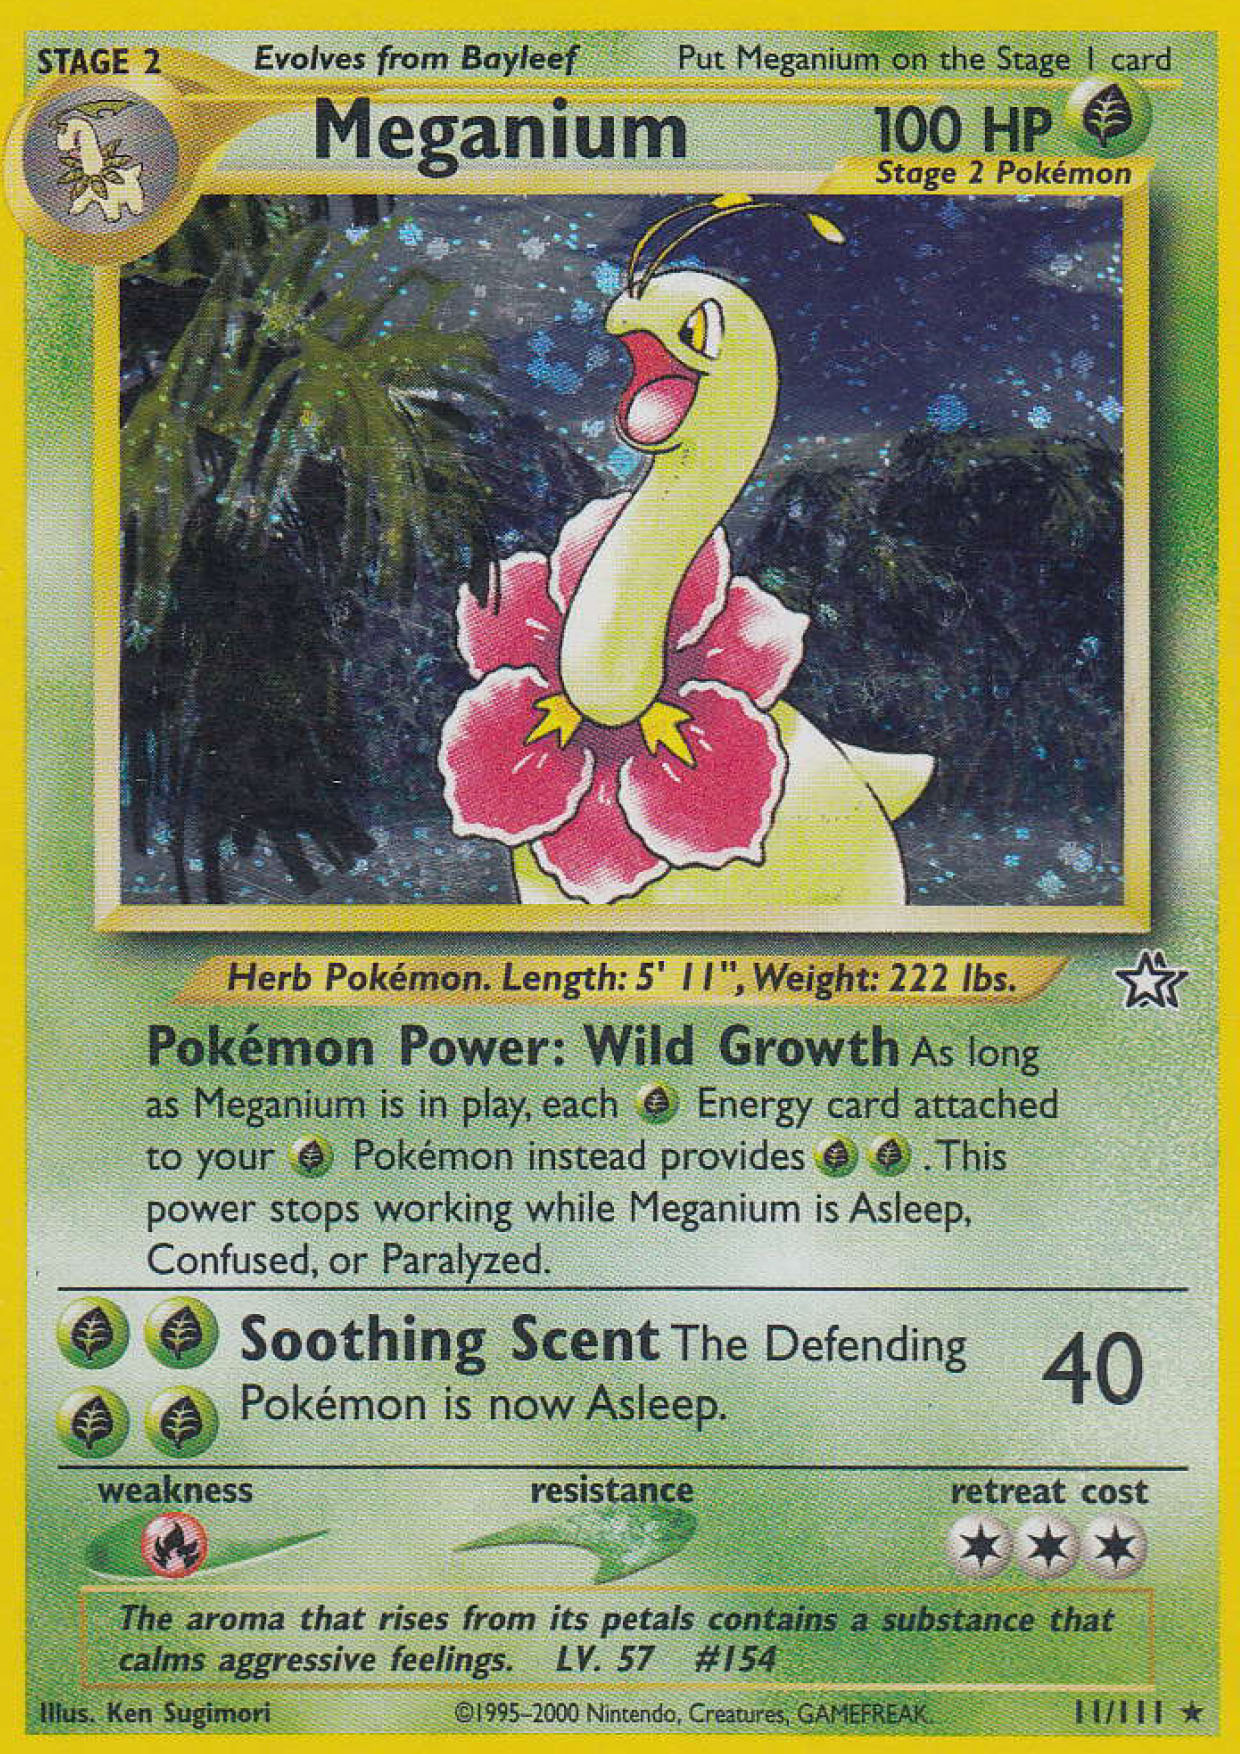 STAGE 2 Evolves from Bayleef Put Meganium on the Stage 1 card
Meganium 100 HP
Stage 2 Pokémon
Herb Pokémon. Length: 5' 11", Weight: 222 lbs.
Pokémon Power: Wild Growth As long
as Meganium is in play, each Energy card attached
to your Pokémon instead provides . This
power stops working while Meganium is Asleep,
Confused, or Paralyzed.
Soothing Scent The Defending 40
Pokémon is now Asleep.
weakness resistance retreat cost
The aroma that rises from its petals contains a substance that
calms aggressive feelings. LV. 57 #154
Illus. Ken Sugimori ©1995–2000 Nintendo, Creatures, GAMEFREAK. 11/111 ★